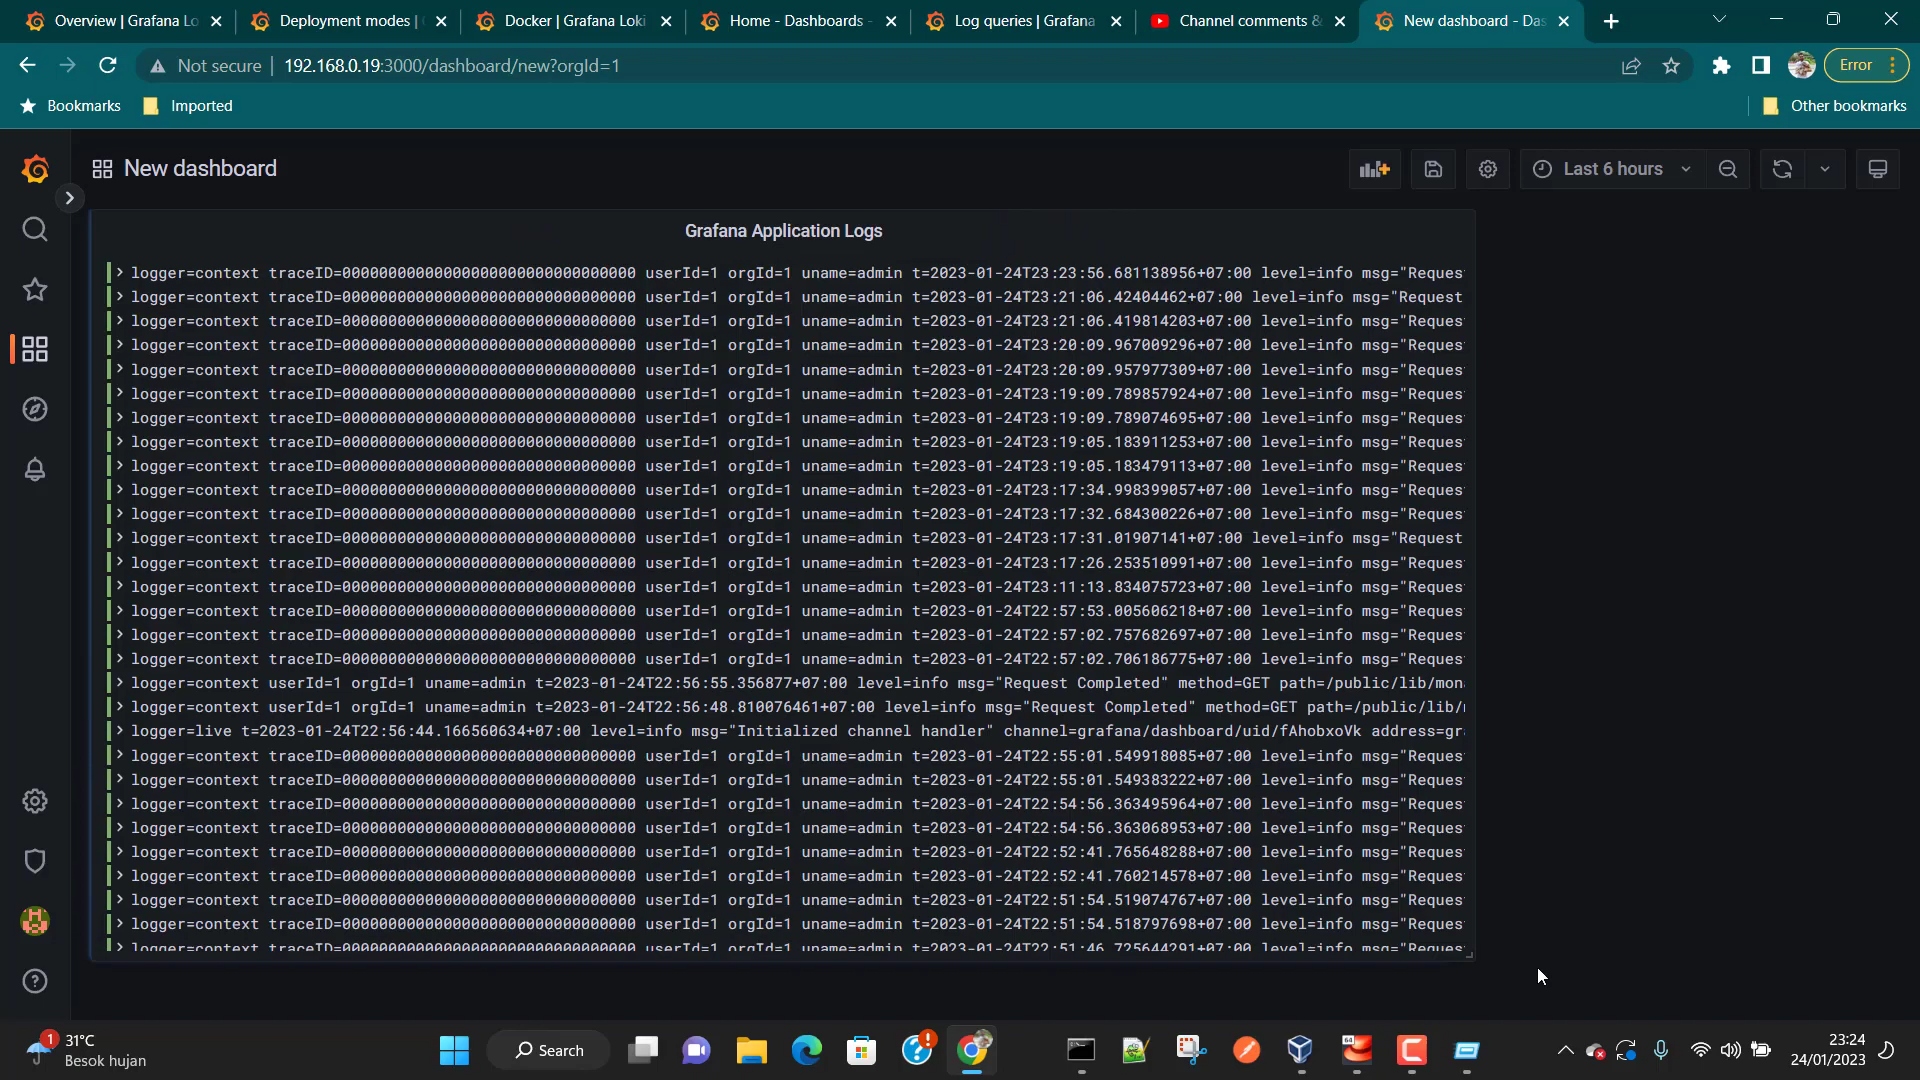 Overview | Grafana Lo
Deployment modes |
Docker | Grafana Loki
Home - Dashboards -
Log queries | Grafana
Channel comments &
New dashboard - Das
Not secure
192.168.0.19:3000/dashboard/new?orgId=1
Error
Bookmarks
Imported
Other bookmarks
New dashboard
Last 6 hours
Grafana Application Logs
logger=context traceID=00000000000000000000000000000000 userId=1 orgId=1 uname=admin t=2023-01-24T23:23:56.681138956+07:00 level=info msg="Reques
logger=context traceID=00000000000000000000000000000000 userId=1 orgId=1 uname=admin t=2023-01-24T23:21:06.42404462+07:00 level=info msg="Request
logger=context traceID=00000000000000000000000000000000 userId=1 orgId=1 uname=admin t=2023-01-24T23:21:06.419814203+07:00 level=info msg="Reques
logger=context traceID=00000000000000000000000000000000 userId=1 orgId=1 uname=admin t=2023-01-24T23:20:09.967009296+07:00 level=info msg="Reques
logger=context traceID=00000000000000000000000000000000 userId=1 orgId=1 uname=admin t=2023-01-24T23:20:09.957977309+07:00 level=info msg="Reques
logger=context traceID=00000000000000000000000000000000 userId=1 orgId=1 uname=admin t=2023-01-24T23:19:09.789857924+07:00 level=info msg="Reques
logger=context traceID=00000000000000000000000000000000 userId=1 orgId=1 uname=admin t=2023-01-24T23:19:09.789074695+07:00 level=info msg="Reques
logger=context traceID=00000000000000000000000000000000 userId=1 orgId=1 uname=admin t=2023-01-24T23:19:05.183911253+07:00 level=info msg="Reques
logger=context traceID=00000000000000000000000000000000 userId=1 orgId=1 uname=admin t=2023-01-24T23:19:05.183479113+07:00 level=info msg="Reques
logger=context traceID=00000000000000000000000000000000 userId=1 orgId=1 uname=admin t=2023-01-24T23:17:34.998399057+07:00 level=info msg="Reques
logger=context traceID=00000000000000000000000000000000 userId=1 orgId=1 uname=admin t=2023-01-24T23:17:32.684300226+07:00 level=info msg="Reques
logger=context traceID=00000000000000000000000000000000 userId=1 orgId=1 uname=admin t=2023-01-24T23:17:31.01907141+07:00 level=info msg="Request
logger=context traceID=00000000000000000000000000000000 userId=1 orgId=1 uname=admin t=2023-01-24T23:17:26.253510991+07:00 level=info msg="Reques
logger=context traceID=00000000000000000000000000000000 userId=1 orgId=1 uname=admin t=2023-01-24T23:11:13.834075723+07:00 level=info msg="Reques
logger=context traceID=00000000000000000000000000000000 userId=1 orgId=1 uname=admin t=2023-01-24T22:57:53.005606218+07:00 level=info msg="Reques
logger=context traceID=00000000000000000000000000000000 userId=1 orgId=1 uname=admin t=2023-01-24T22:57:02.757682697+07:00 level=info msg="Reques
logger=context traceID=00000000000000000000000000000000 userId=1 orgId=1 uname=admin t=2023-01-24T22:57:02.706186775+07:00 level=info msg="Reques
logger=context userId=1 orgId=1 uname=admin t=2023-01-24T22:56:55.356877+07:00 level=info msg="Request Completed" method=GET path=/public/lib/mon
logger=context userId=1 orgId=1 uname=admin t=2023-01-24T22:56:48.810076461+07:00 level=info msg="Request Completed" method=GET path=/public/lib/
logger=live t=2023-01-24T22:56:44.166560634+07:00 level=info msg="Initialized channel handler" channel=grafana/dashboard/uid/fAhobxoVk address=gr
logger=context traceID=00000000000000000000000000000000 userId=1 orgId=1 uname=admin t=2023-01-24T22:55:01.549918085+07:00 level=info msg="Reques
logger=context traceID=00000000000000000000000000000000 userId=1 orgId=1 uname=admin t=2023-01-24T22:55:01.549383222+07:00 level=info msg="Reques
logger=context traceID=00000000000000000000000000000000 userId=1 orgId=1 uname=admin t=2023-01-24T22:54:56.363495964+07:00 level=info msg="Reques
logger=context traceID=00000000000000000000000000000000 userId=1 orgId=1 uname=admin t=2023-01-24T22:54:56.363068953+07:00 level=info msg="Reques
logger=context traceID=00000000000000000000000000000000 userId=1 orgId=1 uname=admin t=2023-01-24T22:52:41.765648288+07:00 level=info msg="Reques
logger=context traceID=00000000000000000000000000000000 userId=1 orgId=1 uname=admin t=2023-01-24T22:52:41.760214578+07:00 level=info msg="Reques
logger=context traceID=00000000000000000000000000000000 userId=1 orgId=1 uname=admin t=2023-01-24T22:51:54.519074767+07:00 level=info msg="Reques
logger=context traceID=00000000000000000000000000000000 userId=1 orgId=1 uname=admin t=2023-01-24T22:51:54.518797698+07:00 level=info msg="Reques
logger=context traceID=00000000000000000000000000000000 userId=1 orgId=1 uname=admin t=2023-01-24T22:51:46.725644291+07:00 level=info msg="Reques
1
31°C
Besok hujan
Search
64
23:24
24/01/2023